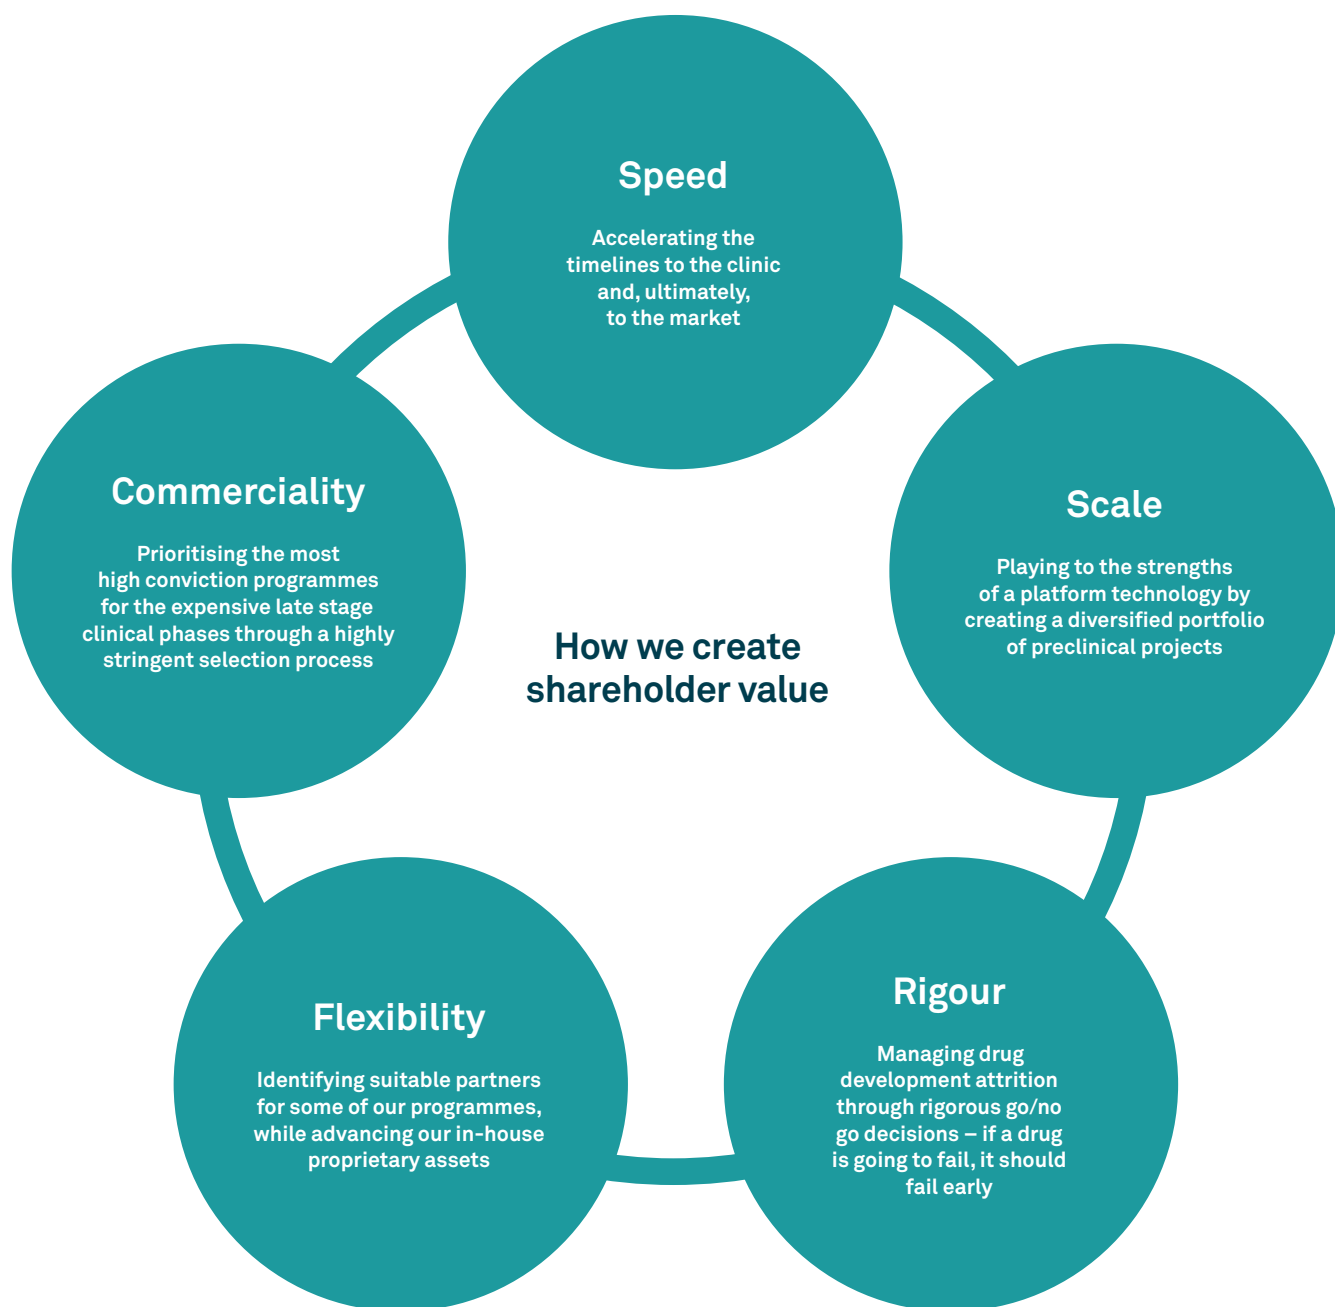 Speed
Accelerating the
timelines to the clinic
and, ultimately,
to the market
Commerciality
Prioritising the most
high conviction programmes
for the expensive late stage
clinical phases through a highly
stringent selection process
Scale
Playing to the strengths
of a platform technology by
creating a diversified portfolio
of preclinical projects
How we create
shareholder value
Flexibility
Identifying suitable partners
for some of our programmes,
while advancing our in-house
proprietary assets
Rigour
Managing drug
development attrition
through rigorous go/no
go decisions – if a drug
is going to fail, it should
fail early